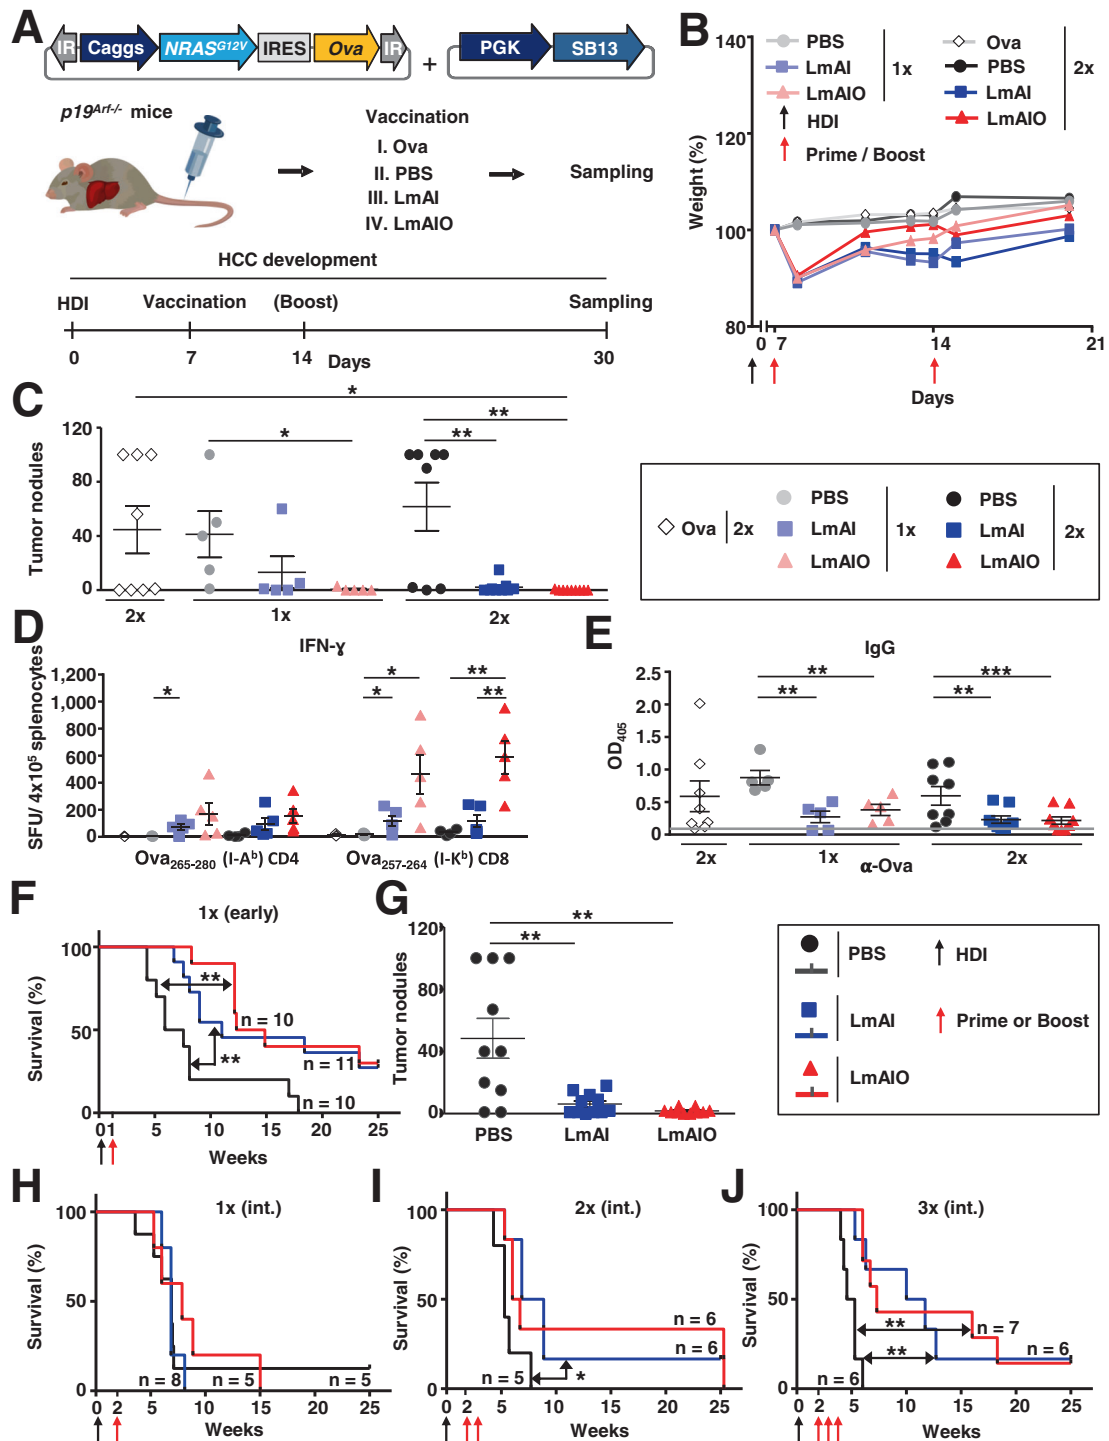 A
IR Caggs NRAS^G12V IRES Ova IR + PGK SB13
p19^Arf-/- mice
Vaccination
I. Ova
II. PBS
III. LmAI
IV. LmAIO
Sampling
HCC development
HDI Vaccination (Boost) Sampling
0 7 14 30
Days
B
PBS
LmAI
LmAIO
1x
HDI
Prime / Boost
Ova
PBS
LmAI
LmAIO
2x
Weight (%)
140
120
100
80
0 7 14 21
Days
C
Tumor nodules
120
80
40
0
* * ** **
2x 1x 2x
Ova 2x
PBS
LmAI
LmAIO
1x
PBS
LmAI
LmAIO
2x
D
IFN-ɣ
SFU/ 4x10⁵ splenocytes
1,200
1,000
800
600
400
200
0
* * * ** **
Ova₂₆₅₋₂₈₀ (I-Aᵇ) CD4 Ova₂₅₇₋₂₆₄ (I-Kᵇ) CD8
E
IgG
OD₄₀₅
2.5
2.0
1.5
1.0
0.5
0
** ** *** **
2x 1x 2x
α-Ova
F
1x (early)
Survival (%)
100
50
0
**
n = 10
**
n = 11
n = 10
0 1 5 10 15 20 25
Weeks
G
Tumor nodules
120
80
40
0
**
**
PBS LmAI LmAIO
PBS
LmAI
LmAIO
HDI
Prime or Boost
H
1x (int.)
Survival (%)
100
50
0
n = 8 n = 5 n = 5
0 2 5 10 15 20 25
Weeks
I
2x (int.)
Survival (%)
100
50
0
n = 6
n = 6
n = 5 *
0 2 5 10 15 20 25
Weeks
J
3x (int.)
Survival (%)
100
50
0
** n = 7
** n = 6
n = 6
0 2 5 10 15 20 25
Weeks